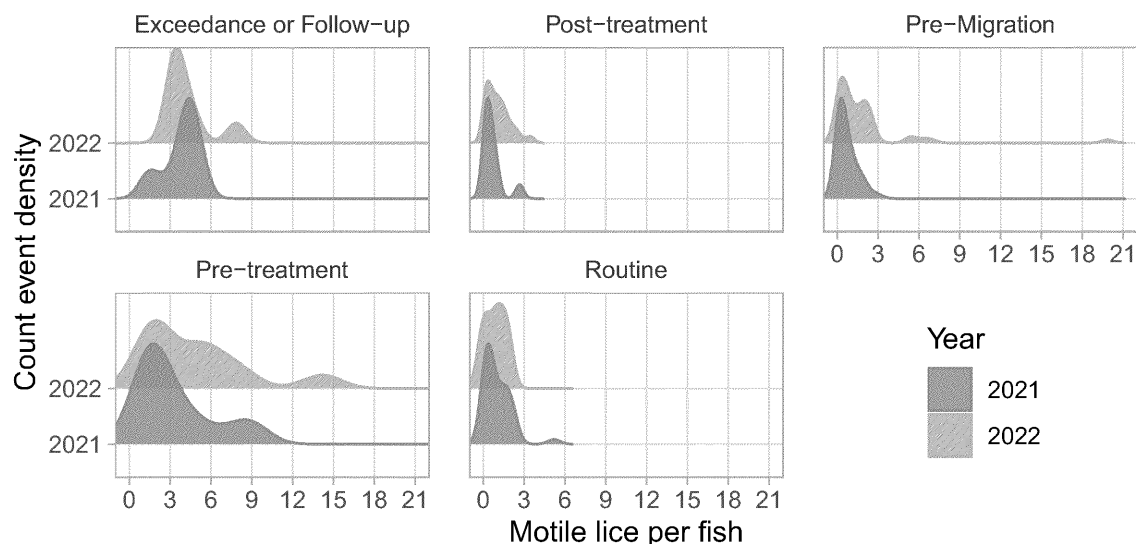 Exceedance or Follow−up
Post−treatment
Pre−Migration
2022
2021
0 3 6 9 12 15 18 21
Pre−treatment
Routine
Count event density
2022
2021
0 3 6 9 12 15 18 21
0 3 6 9 12 15 18 21
Motile lice per fish
Year
2021
2022